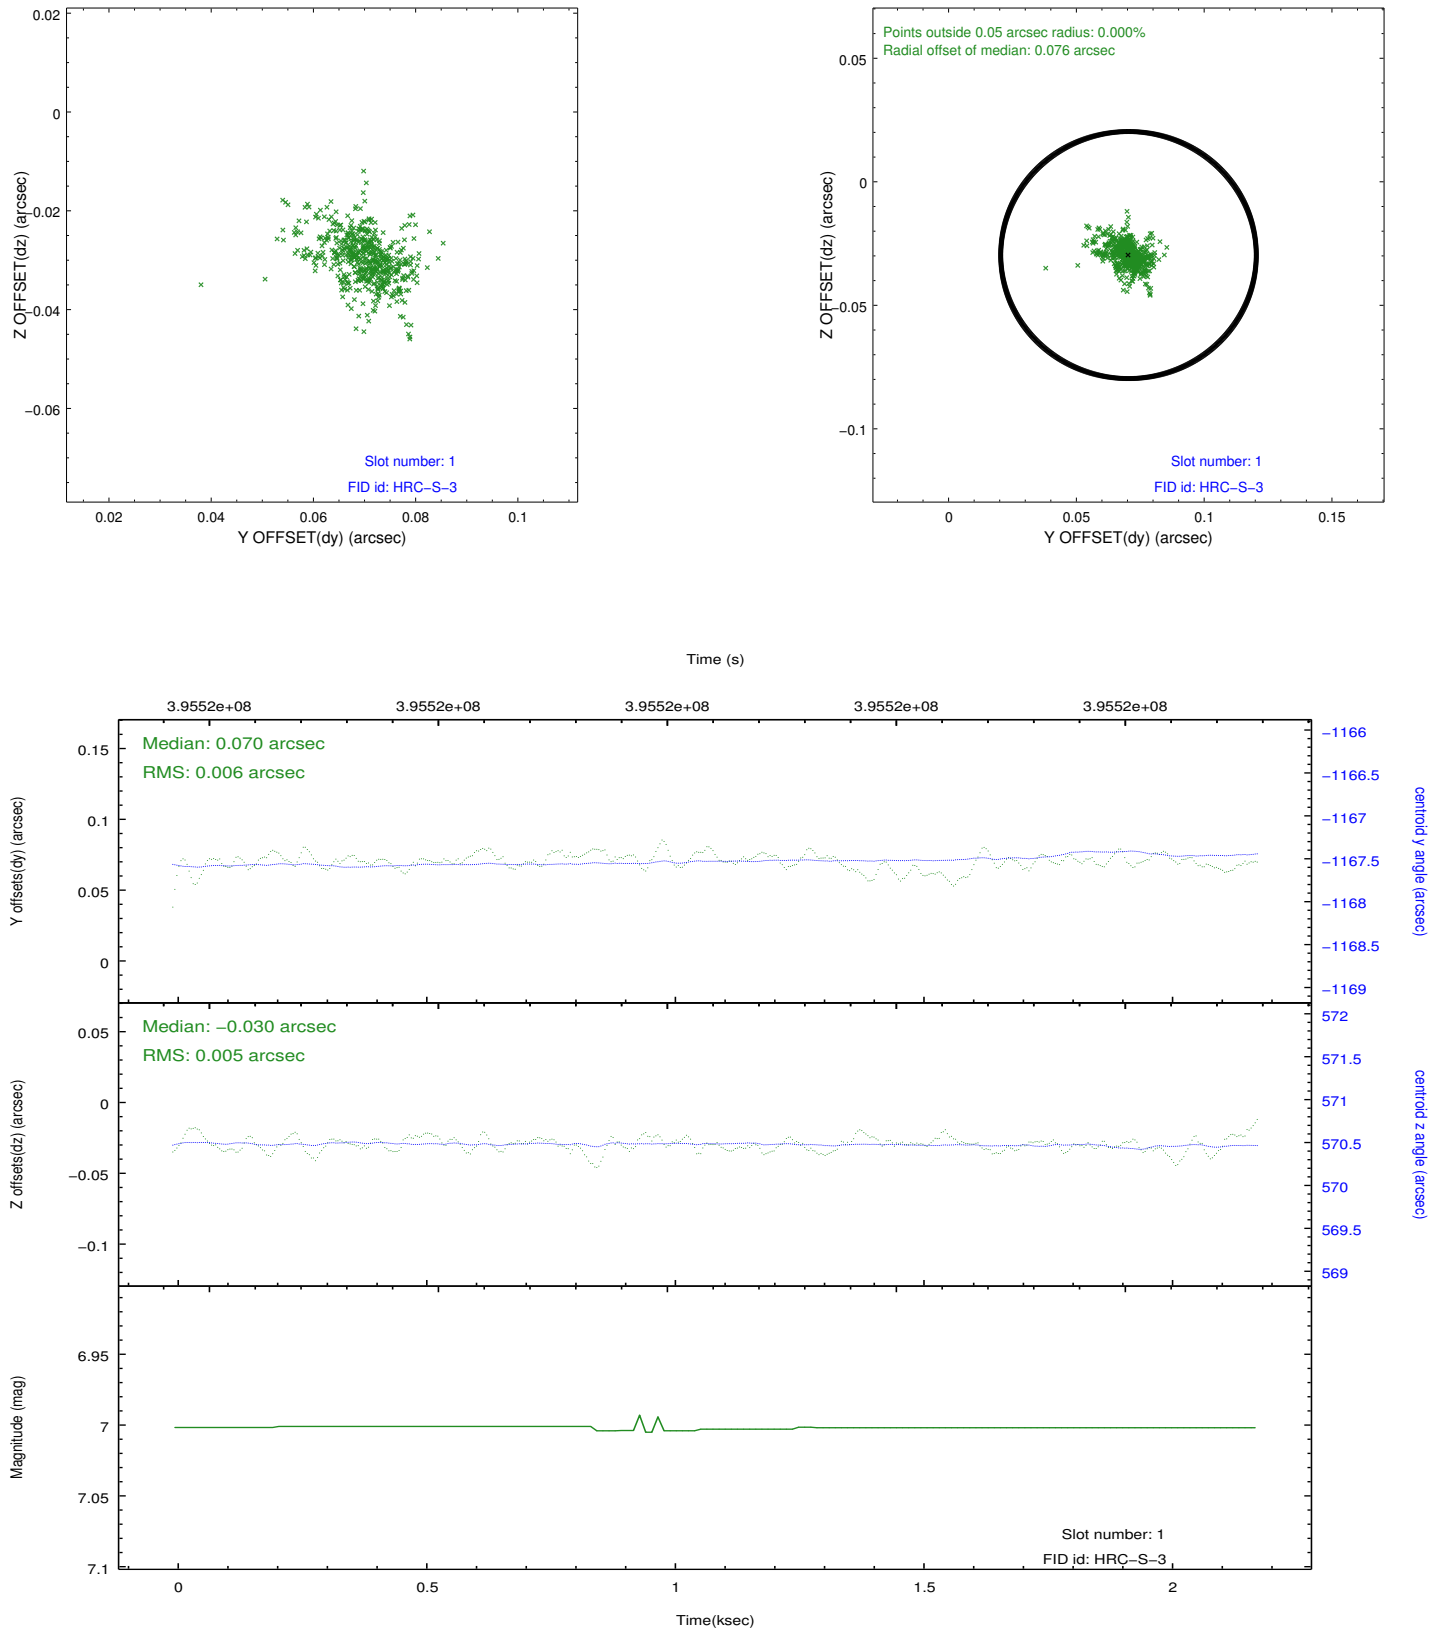 0.02
0
−0.02
−0.04
−0.06
Z OFFSET(dz) (arcsec)
Slot number: 1
FID id: HRC−S−3
0.02
0.04
0.06
0.08
0.1
Y OFFSET(dy) (arcsec)
Points outside 0.05 arcsec radius: 0.000%
Radial offset of median: 0.076 arcsec
0.05
0
−0.05
−0.1
Z OFFSET(dz) (arcsec)
Slot number: 1
FID id: HRC−S−3
0
0.05
0.1
0.15
Y OFFSET(dy) (arcsec)
Time (s)
3.9552e+08
3.9552e+08
3.9552e+08
3.9552e+08
3.9552e+08
Median: 0.070 arcsec
RMS: 0.006 arcsec
0.15
0.1
0.05
0
Y offsets(dy) (arcsec)
−1166
−1166.5
−1167
−1167.5
−1168
−1168.5
−1169
centroid y angle (arcsec)
Median: −0.030 arcsec
RMS: 0.005 arcsec
0.05
0
−0.05
−0.1
Z offsets(dz) (arcsec)
572
571.5
571
570.5
570
569.5
569
centroid z angle (arcsec)
6.95
7
7.05
7.1
Magnitude (mag)
Slot number: 1
FID id: HRC−S−3
0
0.5
1
1.5
2
Time(ksec)